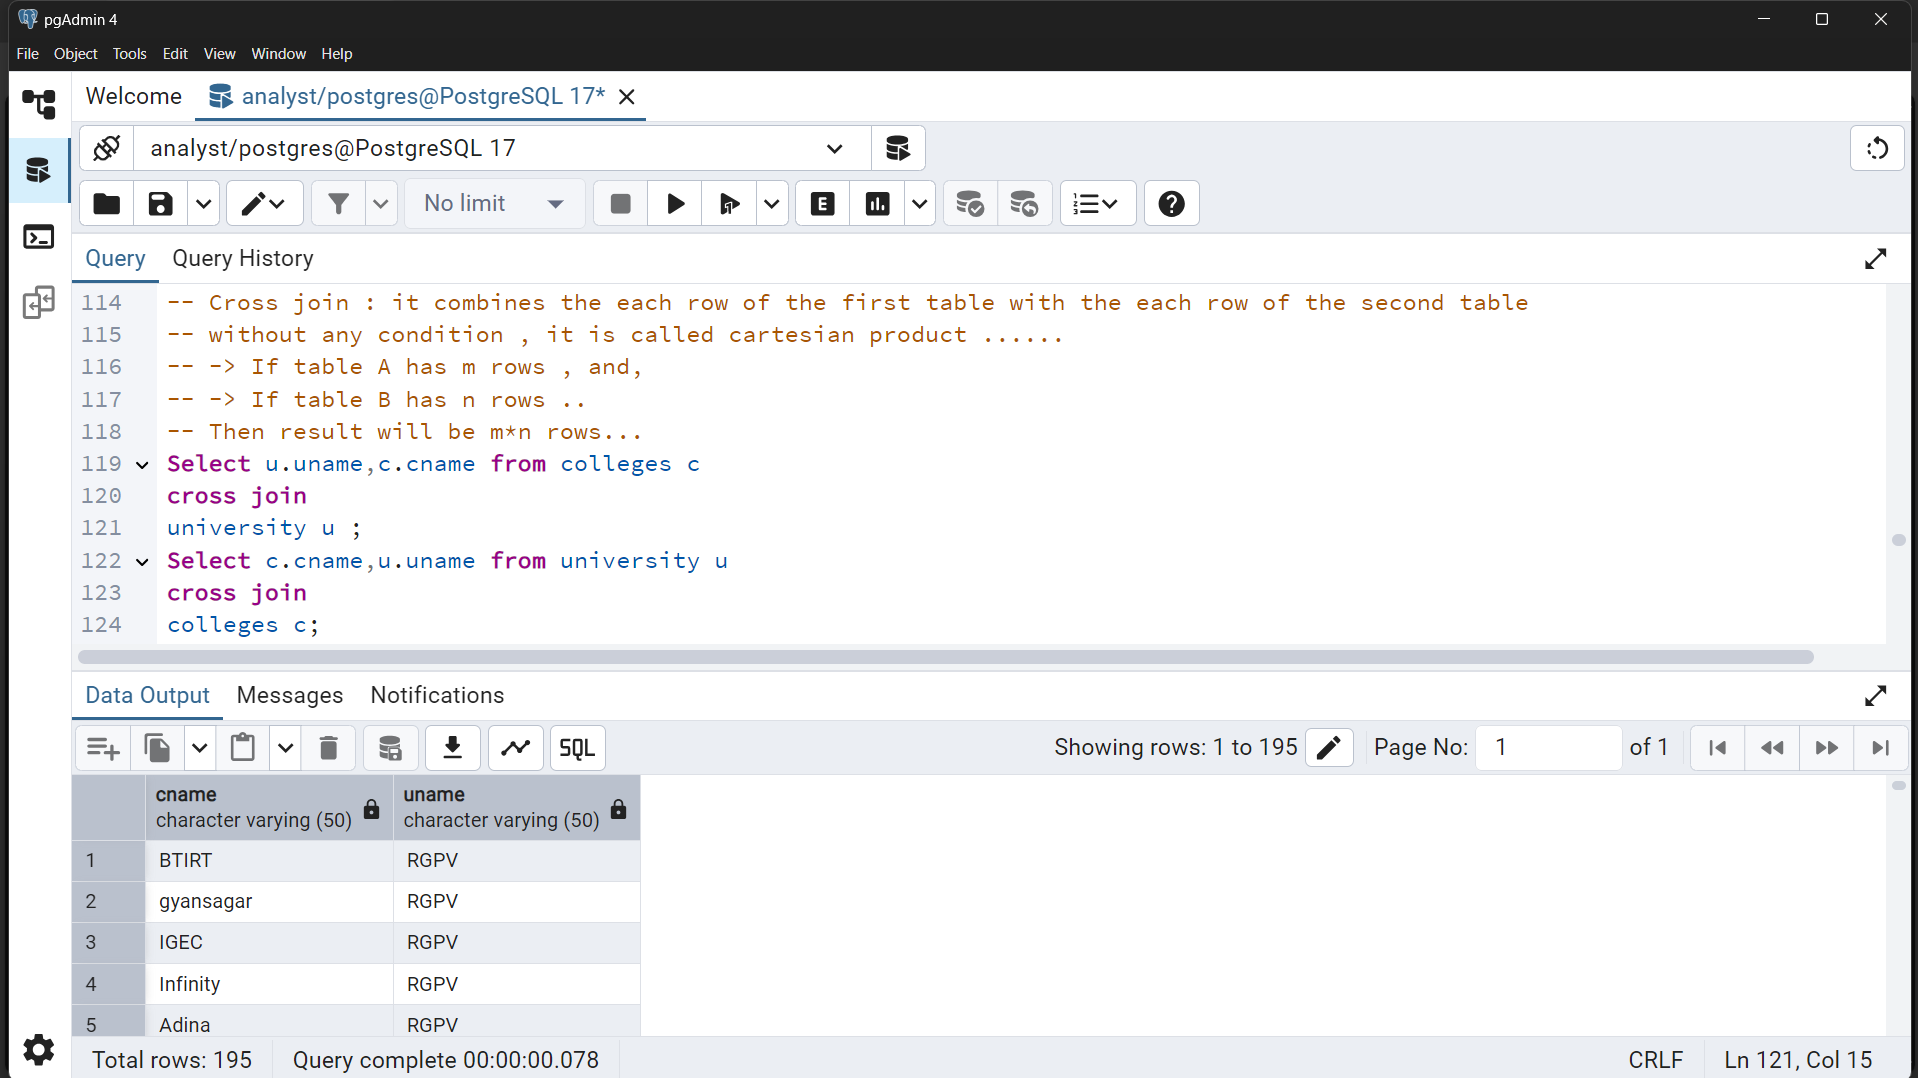 pgAdmin 4
File Object Tools Edit View Window Help
Welcome analyst/postgres@PostgreSQL 17*
analyst/postgres@PostgreSQL 17
No limit
E
Query Query History
114 -- Cross join : it combines the each row of the first table with the each row of the second table
115 -- without any condition , it is called cartesian product ......
116 -- -> If table A has m rows , and,
117 -- -> If table B has n rows ..
118 -- Then result will be m*n rows...
119 Select u.uname,c.cname from colleges c
120 cross join
121 university u ;
122 Select c.cname,u.uname from university u
123 cross join
124 colleges c;
Data Output Messages Notifications
SQL Showing rows: 1 to 195 Page No: 1 of 1
cname uname
character varying (50) character varying (50)
1 BTIRT RGPV
2 gyansagar RGPV
3 IGEC RGPV
4 Infinity RGPV
5 Adina RGPV
Total rows: 195 Query complete 00:00:00.078 CRLF Ln 121, Col 15